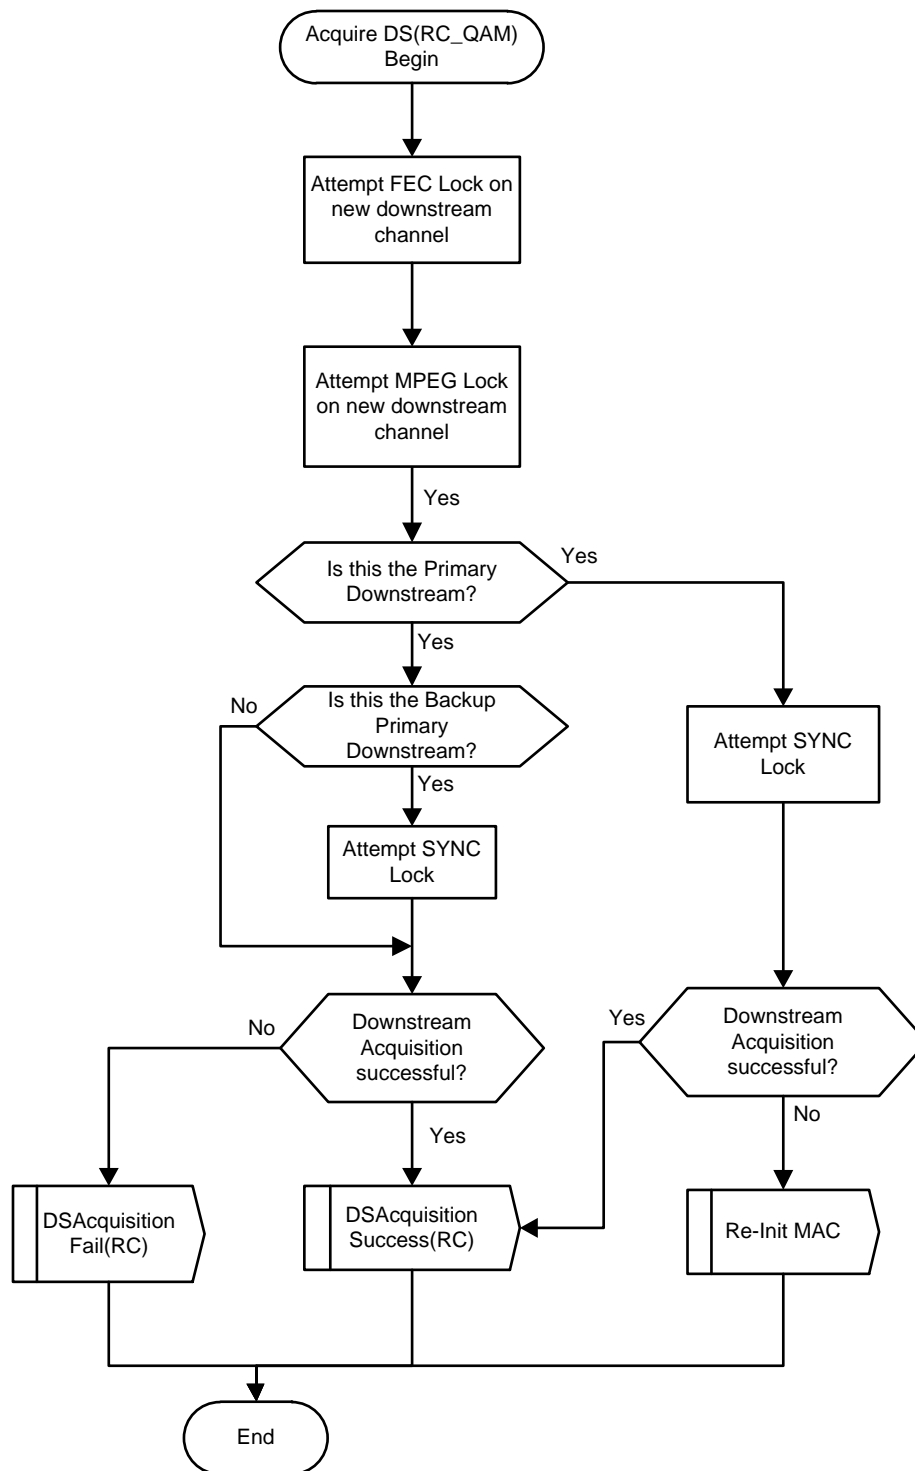 Acquire DS(RC_QAM)
Begin
Attempt FEC Lock on
new downstream
channel
Attempt MPEG Lock
on new downstream
channel
Yes
Is this the Primary
Downstream?
Yes
Yes
Is this the Backup
Primary
Downstream?
No
Yes
Attempt SYNC
Lock
Attempt SYNC
Lock
Downstream
Acquisition
successful?
No
Yes
Downstream
Acquisition
successful?
Yes
No
DSAcquisition
Fail(RC)
DSAcquisition
Success(RC)
Re-Init MAC
End